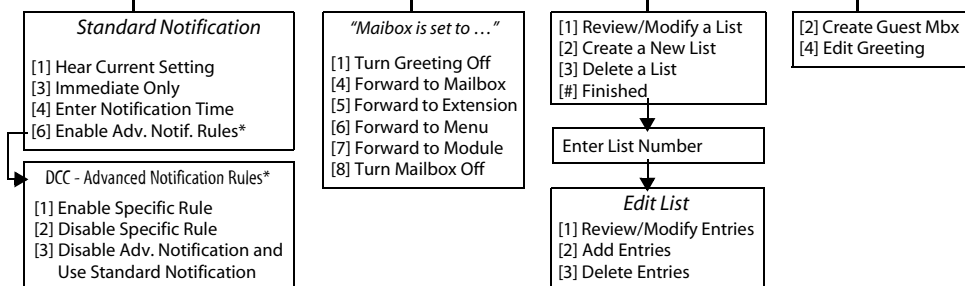 Standard Notification
[1] Hear Current Setting
[3] Immediate Only
[4] Enter Notification Time
[6] Enable Adv. Notif. Rules*
DCC - Advanced Notification Rules*
[1] Enable Specific Rule
[2] Disable Specific Rule
[3] Disable Adv. Notification and
Use Standard Notification
“Maibox is set to …”
[1] Turn Greeting Off
[4] Forward to Mailbox
[5] Forward to Extension
[6] Forward to Menu
[7] Forward to Module
[8] Turn Mailbox Off
[1] Review/Modify a List
[2] Create a New List
[3] Delete a List
[#] Finished
Enter List Number
Edit List
[1] Review/Modify Entries
[2] Add Entries
[3] Delete Entries
[2] Create Guest Mbx
[4] Edit Greeting